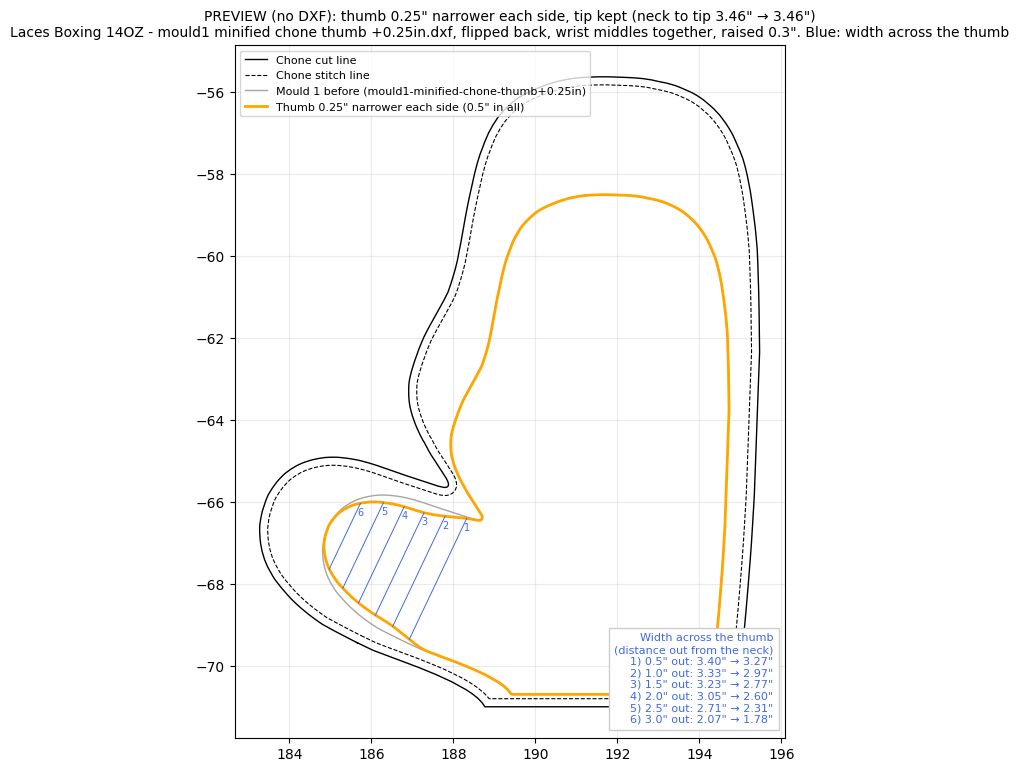 PREVIEW (no DXF): thumb 0.25" narrower each side, tip kept (neck to tip 3.46" → 3.46")
Laces Boxing 14OZ - mould1 minified chone thumb +0.25in.dxf, flipped back, wrist middles together, raised 0.3". Blue: width across the thumb
Chone cut line
Chone stitch line
Mould 1 before (mould1-minified-chone-thumb+0.25in)
Thumb 0.25" narrower each side (0.5" in all)
−56
−58
−60
−62
−64
−66
−68
−70
6
5
4
3
2
1
Width across the thumb
(distance out from the neck)
1) 0.5" out: 3.40" → 3.27"
2) 1.0" out: 3.33" → 2.97"
3) 1.5" out: 3.23" → 2.77"
4) 2.0" out: 3.05" → 2.60"
5) 2.5" out: 2.71" → 2.31"
6) 3.0" out: 2.07" → 1.78"
184
186
188
190
192
194
196